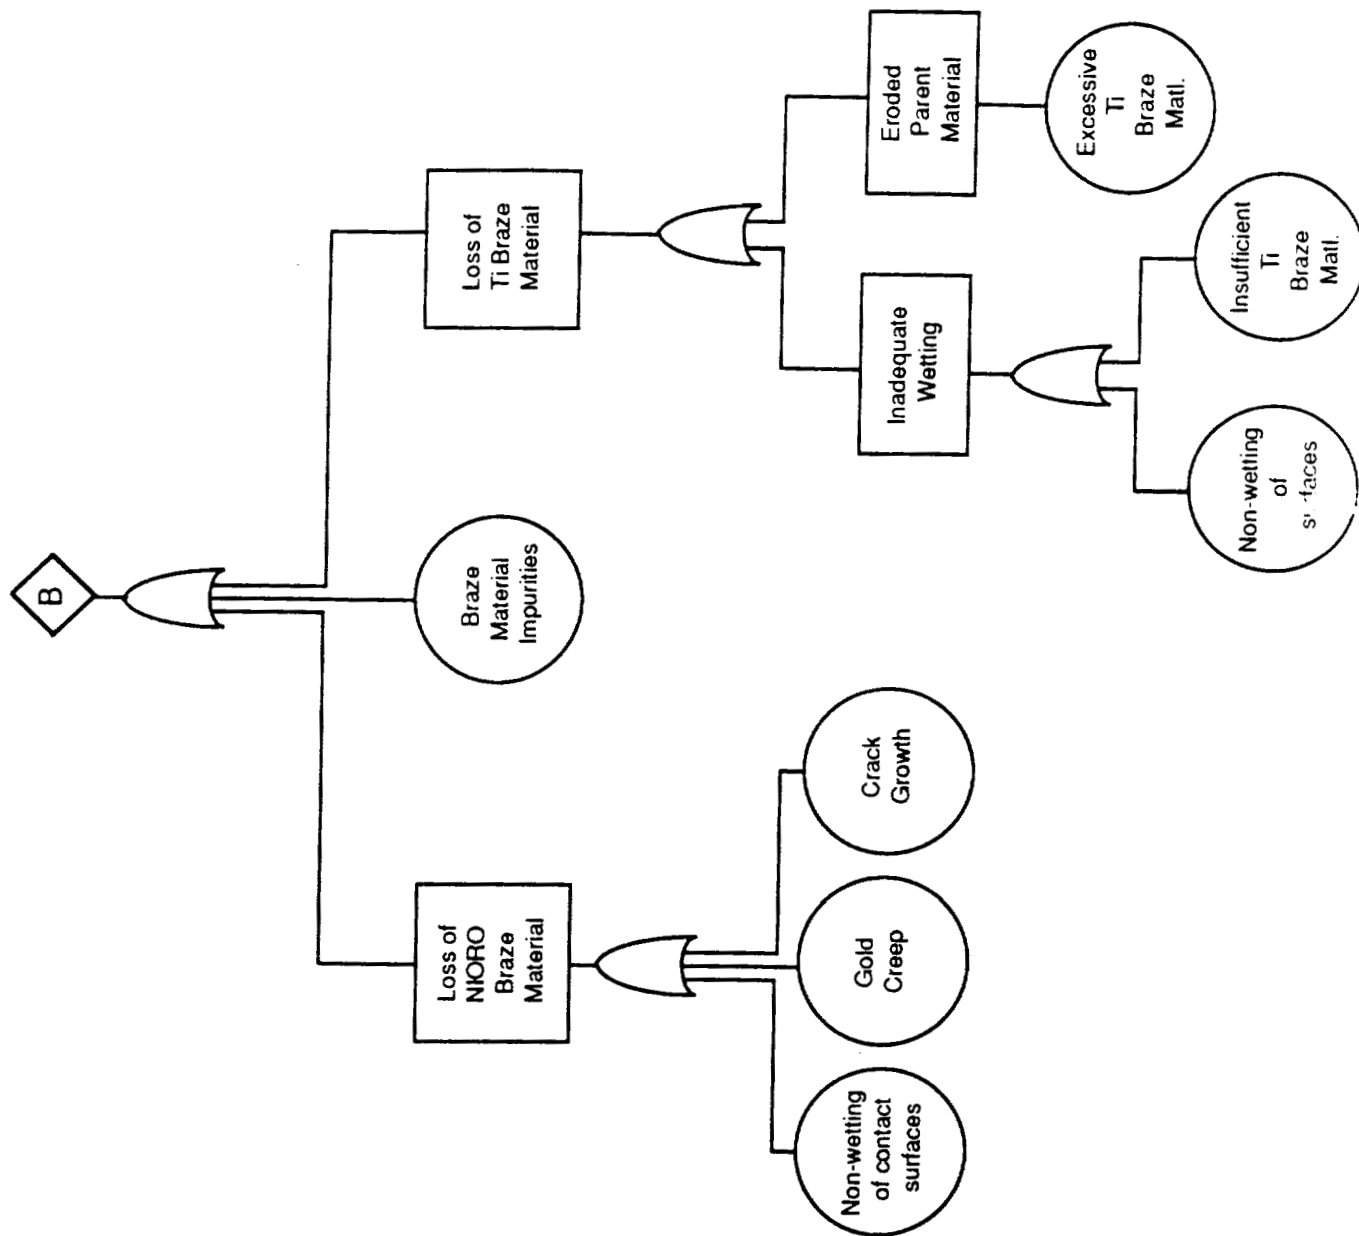 B
Loss of
NIORO
Braze
Material
Braze
Material
Impurities
Loss of
Ti Braze
Material
Non-wetting
of contact
surfaces
Gold
Creep
Crack
Growth
Inadequate
Wetting
Eroded
Parent
Material
Non-wetting
of
Insufficient
Ti
Braze
Matl.
Excessive
Ti
Braze
Matl.